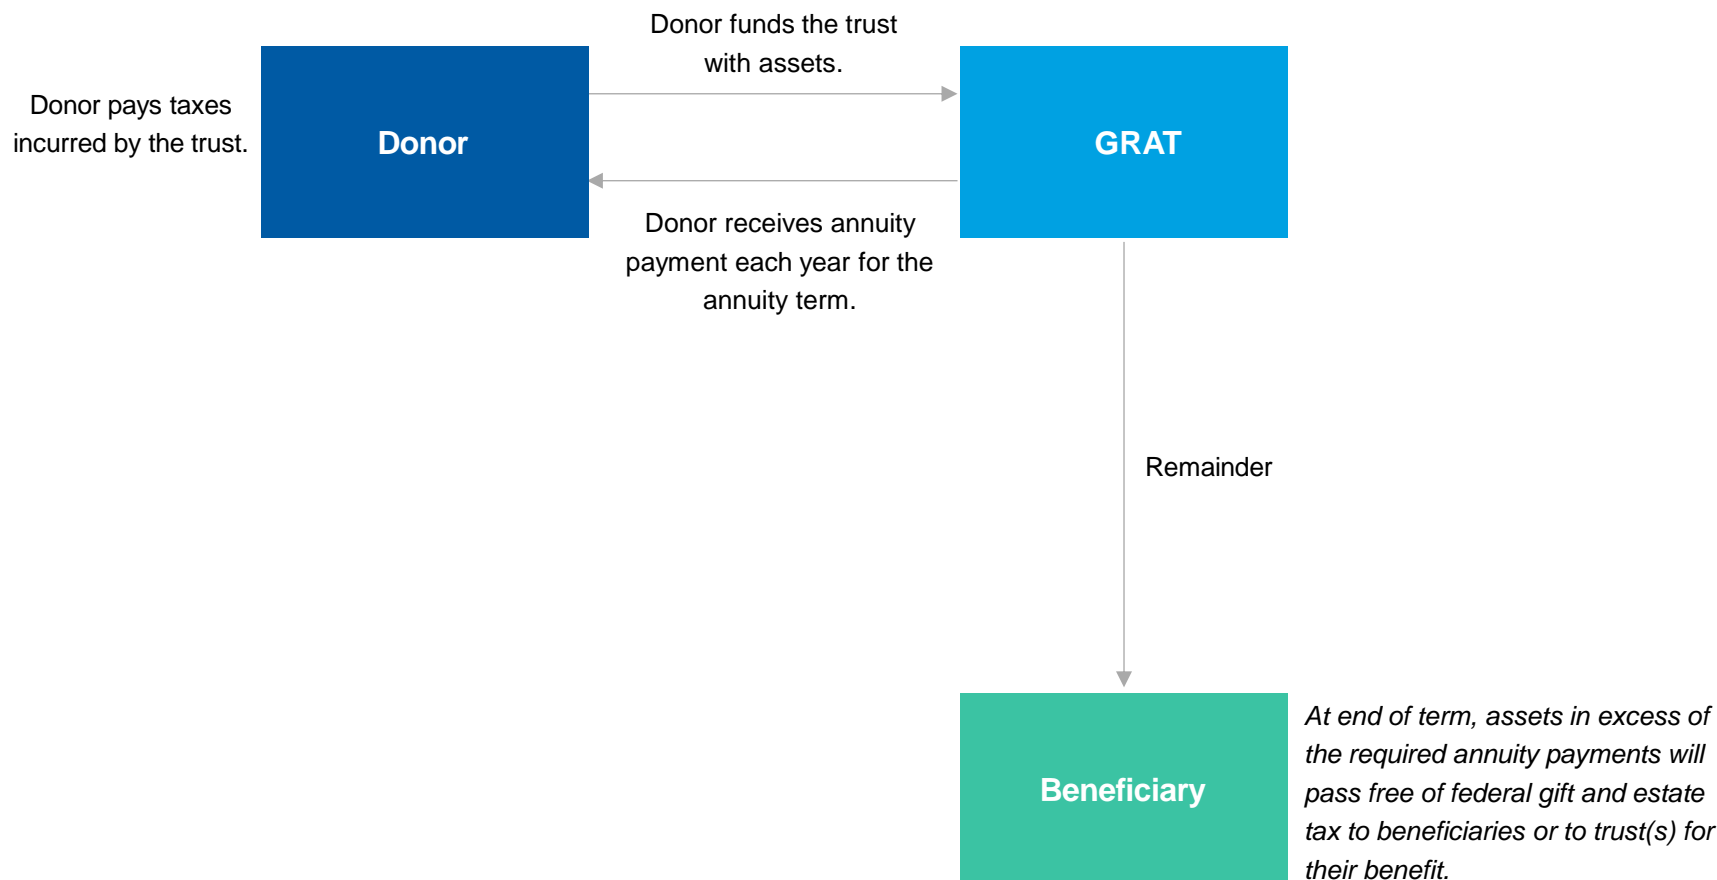 Donor funds the trust
with assets.
Donor pays taxes
incurred by the trust.
Donor
GRAT
Donor receives annuity
payment each year for the
annuity term.
Remainder
Beneficiary
At end of term, assets in excess of
the required annuity payments will
pass free of federal gift and estate
tax to beneficiaries or to trust(s) for
their benefit.